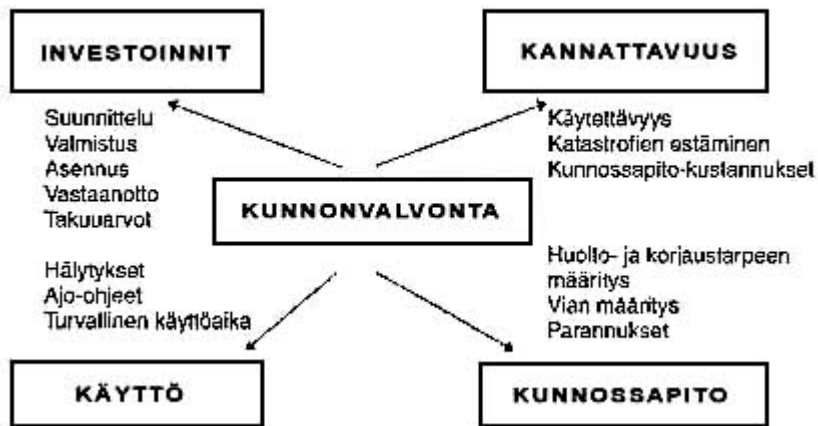 INVESTOINNIT
Suunnittelu
Valmistus
Asennus
Vastaanotto
Takuuarvot
KANNATTAVUUS
Käytettävyys
Katastrofien estäminen
Kunnossapito-kustannukset
KUNNONVALVONTA
Hälytykset
Ajo-ohjeet
Turvallinen käyttöaika
KÄYTTÖ
Huolto- ja korjaustarpeen
määritys
Vian määritys
Parannukset
KUNNOSSAPITO